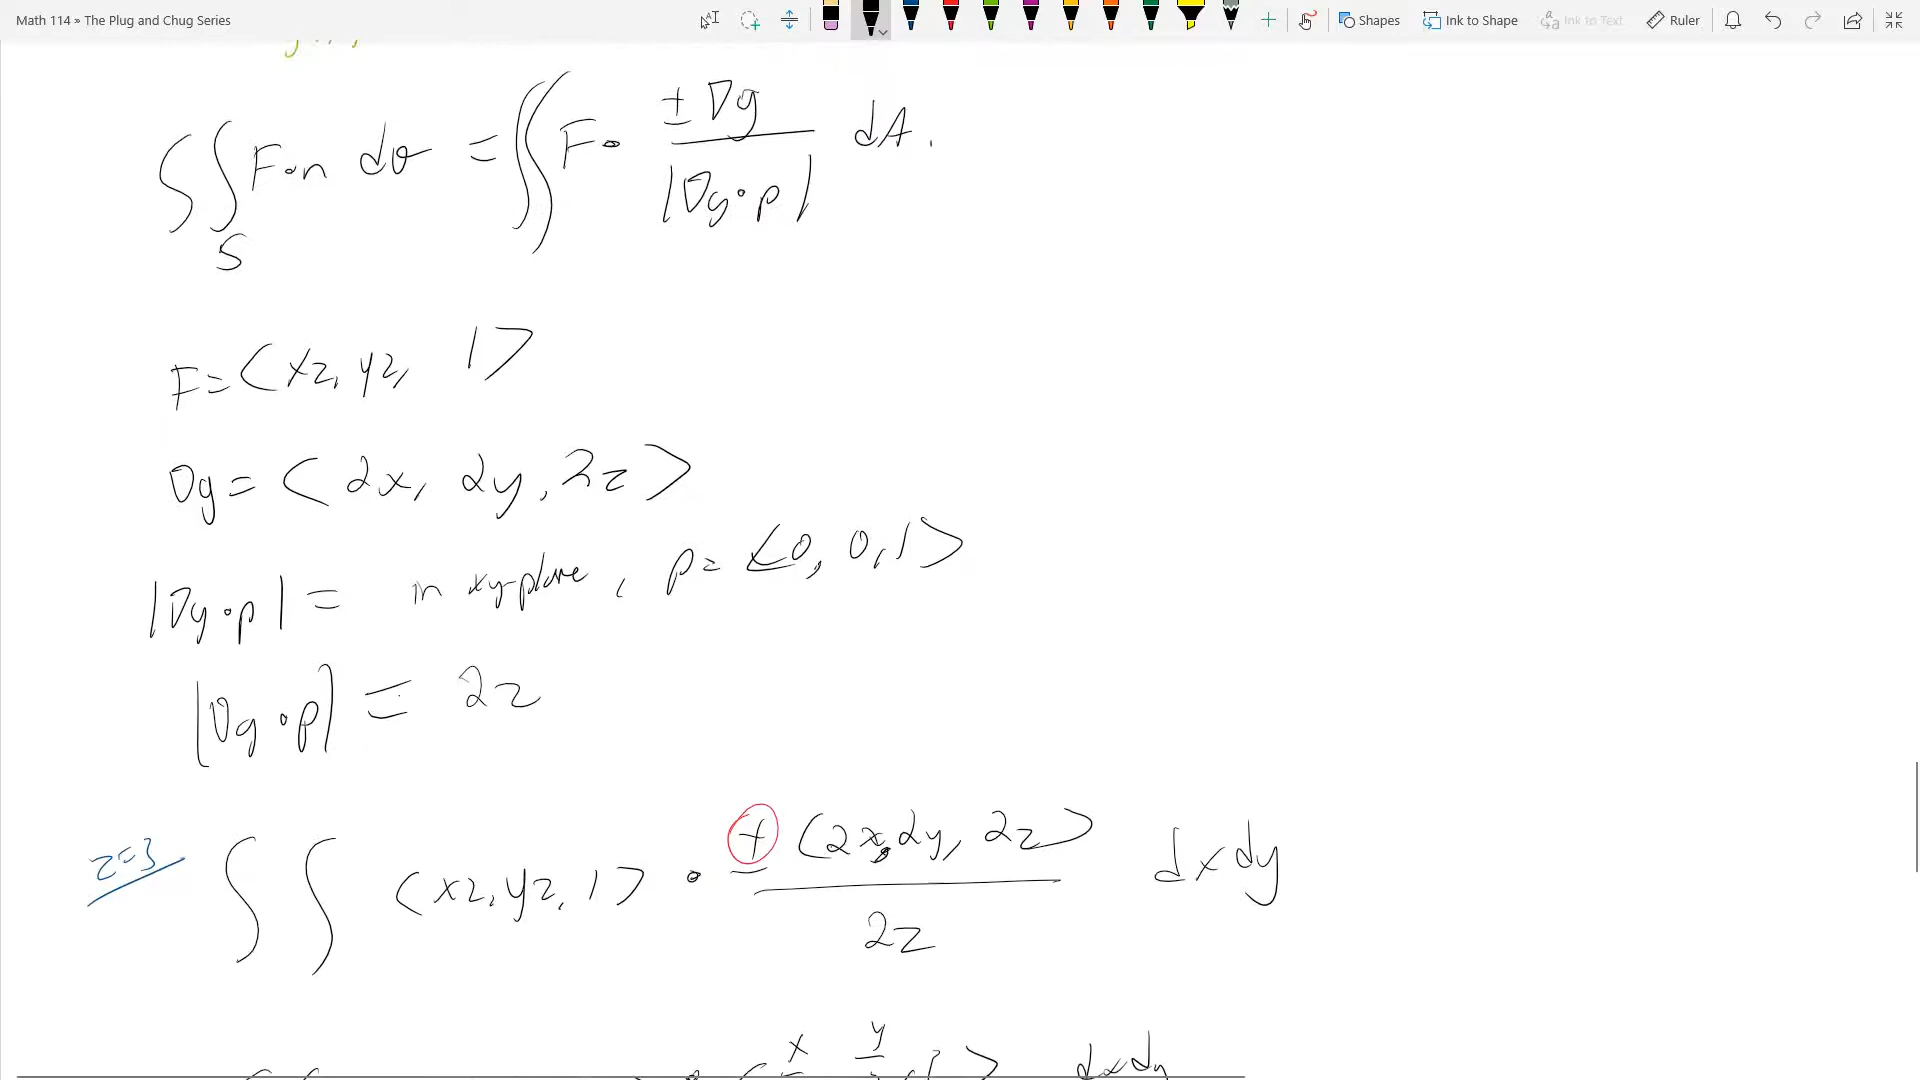 Math 114 » The Plug and Chug Series
Shapes Ink to Shape Ink to Text Ruler
∫∫_S F·n dσ = ∫∫ F· ±∇g / |∇g·p| dA.
F = ⟨xz, yz, 1⟩
∇g = ⟨2x, 2y, 2z⟩
|∇g·p| = in xy-plane, p = ⟨0, 0, 1⟩
|∇g·p| = 2z
z=3 ∫∫ ⟨xz, yz, 1⟩ · ±⟨2x, 2y, 2z⟩ / 2z dxdy
x y dxdy